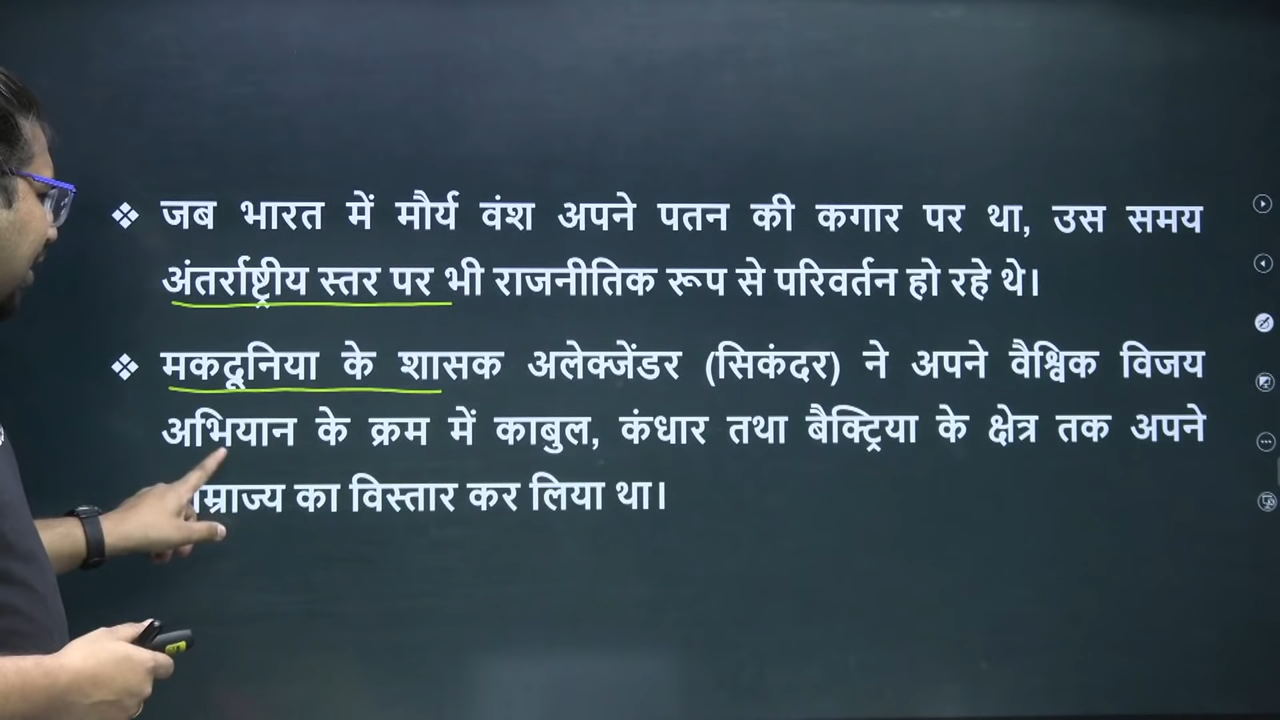 ❖ जब भारत में मौर्य वंश अपने पतन की कगार पर था, उस समय
अंतर्राष्ट्रीय स्तर पर भी राजनीतिक रूप से परिवर्तन हो रहे थे।
❖ मकदूनिया के शासक अलेक्जेंडर (सिकंदर) ने अपने वैश्विक विजय
अभियान के क्रम में काबुल, कंधार तथा बैक्ट्रिया के क्षेत्र तक अपने
का विस्तार कर लिया था।